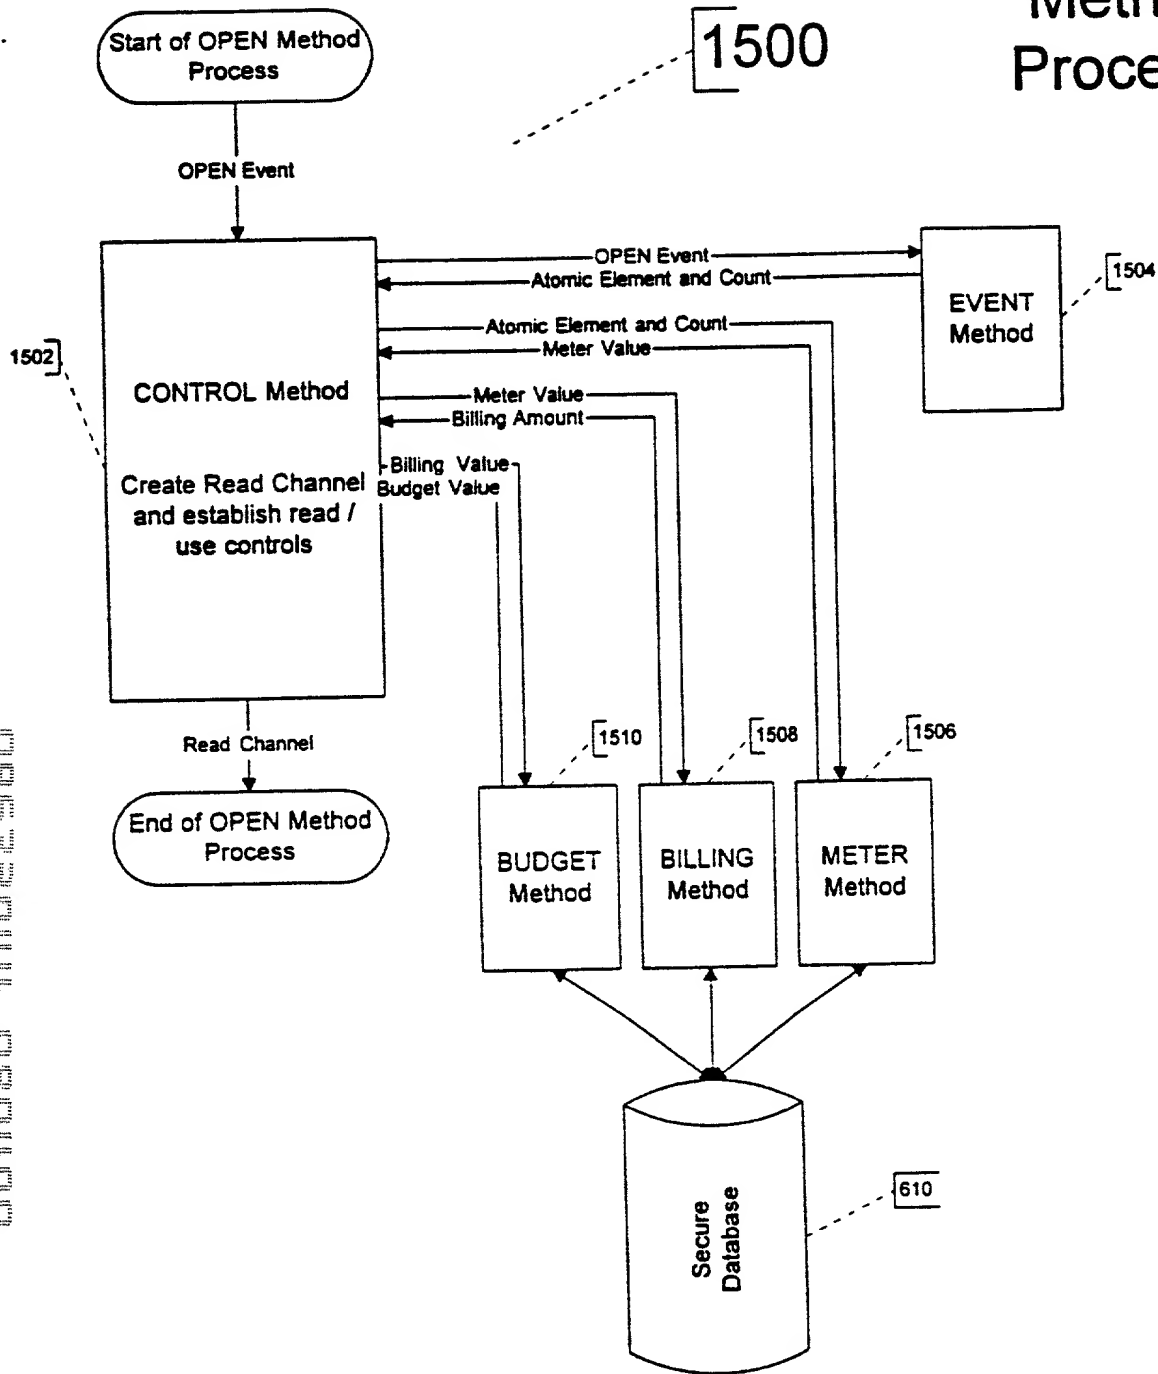 Start of OPEN Method
Process
1500
Proce
OPEN Event
OPEN Event
Atomic Element and Count
1504
EVENT
Method
Atomic Element and Count
Meter Value
1502
CONTROL Method
Meter Value
Billing Amount
Billing Value
Budget Value
Create Read Channel
and establish read /
use controls
Read Channel
1510
1508
1506
End of OPEN Method
Process
BUDGET
Method
BILLING
Method
METER
Method
610
Secure
Database